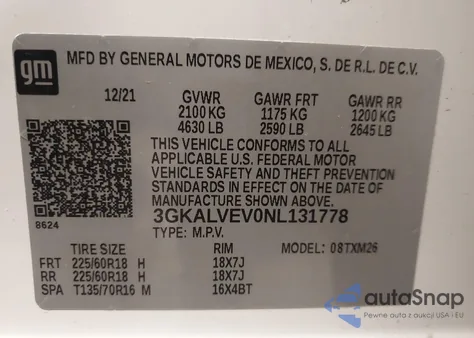 gm
MFD BY GENERAL MOTORS DE MEXICO, S. DE R.L. DE C.V.
12/21 GVWR GAWR FRT GAWR RR
2100 KG 1175 KG 1200 KG
4630 LB 2590 LB 2645 LB
THIS VEHICLE CONFORMS TO ALL
APPLICABLE U.S. FEDERAL MOTOR
VEHICLE SAFETY AND THEFT PREVENTION
STANDARDS IN EFFECT ON THE DATE OF
MANUFACTURE SHOWN ABOVE.
8624
3GKALVEV0NL131778
TYPE: M.P.V.
TIRE SIZE RIM MODEL: 08TXM26
FRT 225/60R18 H 18X7J
RR 225/60R18 H 18X7J
SPA T135/70R16 M 16X4BT
autoSnap
Pewne auta z aukcji USA i EU